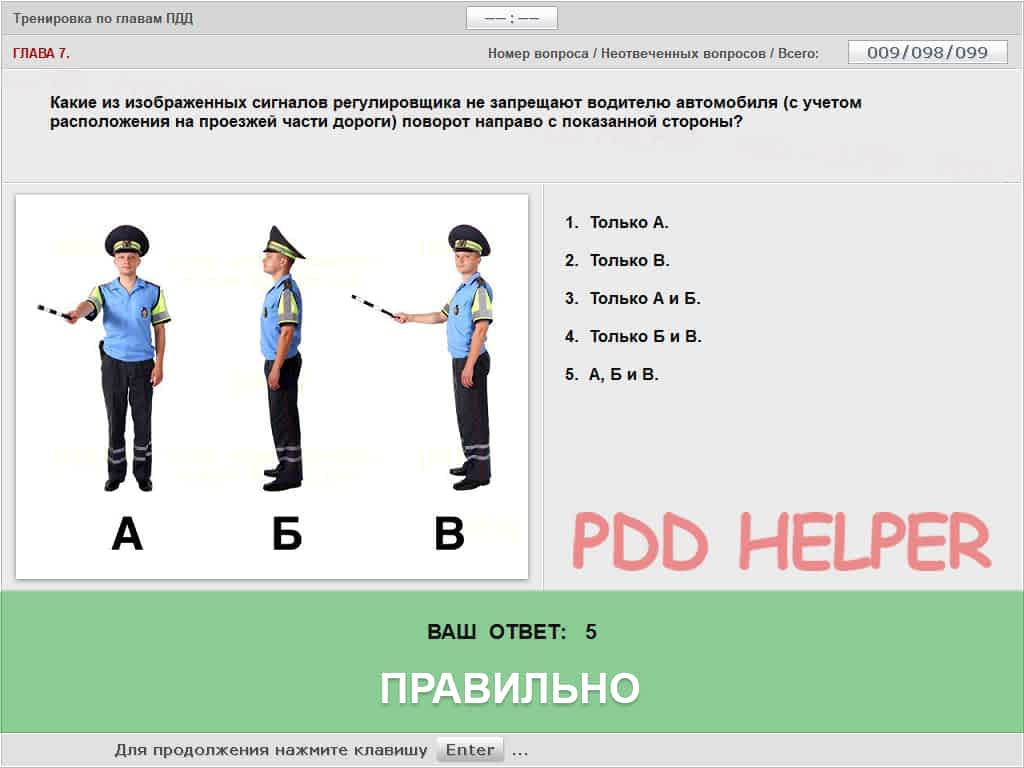 Тренировка по главам ПДД
—— : ——
ГЛАВА 7.
Номер вопроса / Неотвеченных вопросов / Всего:
009/098/099
Какие из изображенных сигналов регулировщика не запрещают водителю автомобиля (с учетом
расположения на проезжей части дороги) поворот направо с показанной стороны?
А
Б
В
1. Только А.
2. Только В.
3. Только А и Б.
4. Только Б и В.
5. А, Б и В.
PDD HELPER
ВАШ ОТВЕТ: 5
ПРАВИЛЬНО
Для продолжения нажмите клавишу Enter ...